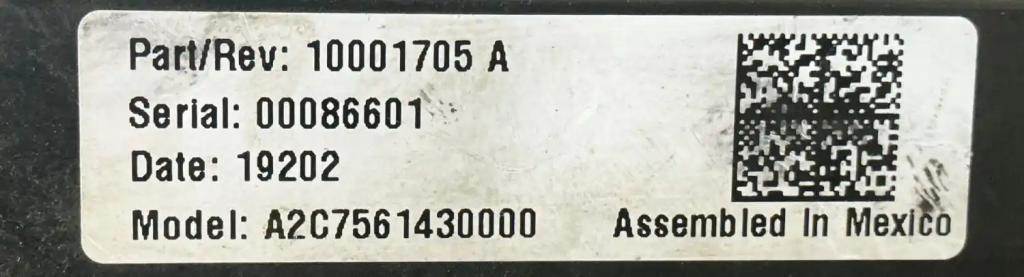 Part/Rev: 10001705 A
Serial: 00086601
Date: 19202
Model: A2C7561430000
Assembled In Mexico